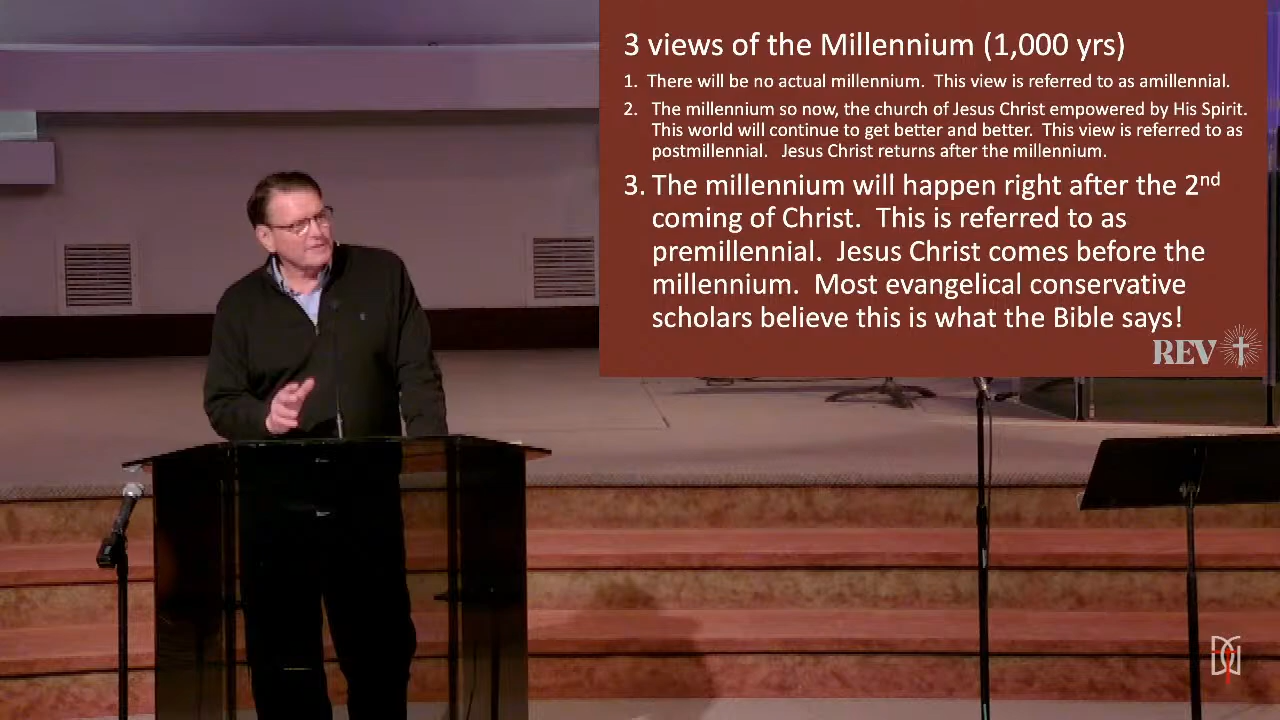 3 views of the Millennium (1,000 yrs)
1. There will be no actual millennium. This view is referred to as amillennial.
2. The millennium so now, the church of Jesus Christ empowered by His Spirit.
This world will continue to get better and better. This view is referred to as
postmillennial. Jesus Christ returns after the millennium.
3. The millennium will happen right after the 2nd
coming of Christ. This is referred to as
premillennial. Jesus Christ comes before the
millennium. Most evangelical conservative
scholars believe this is what the Bible says!
REV